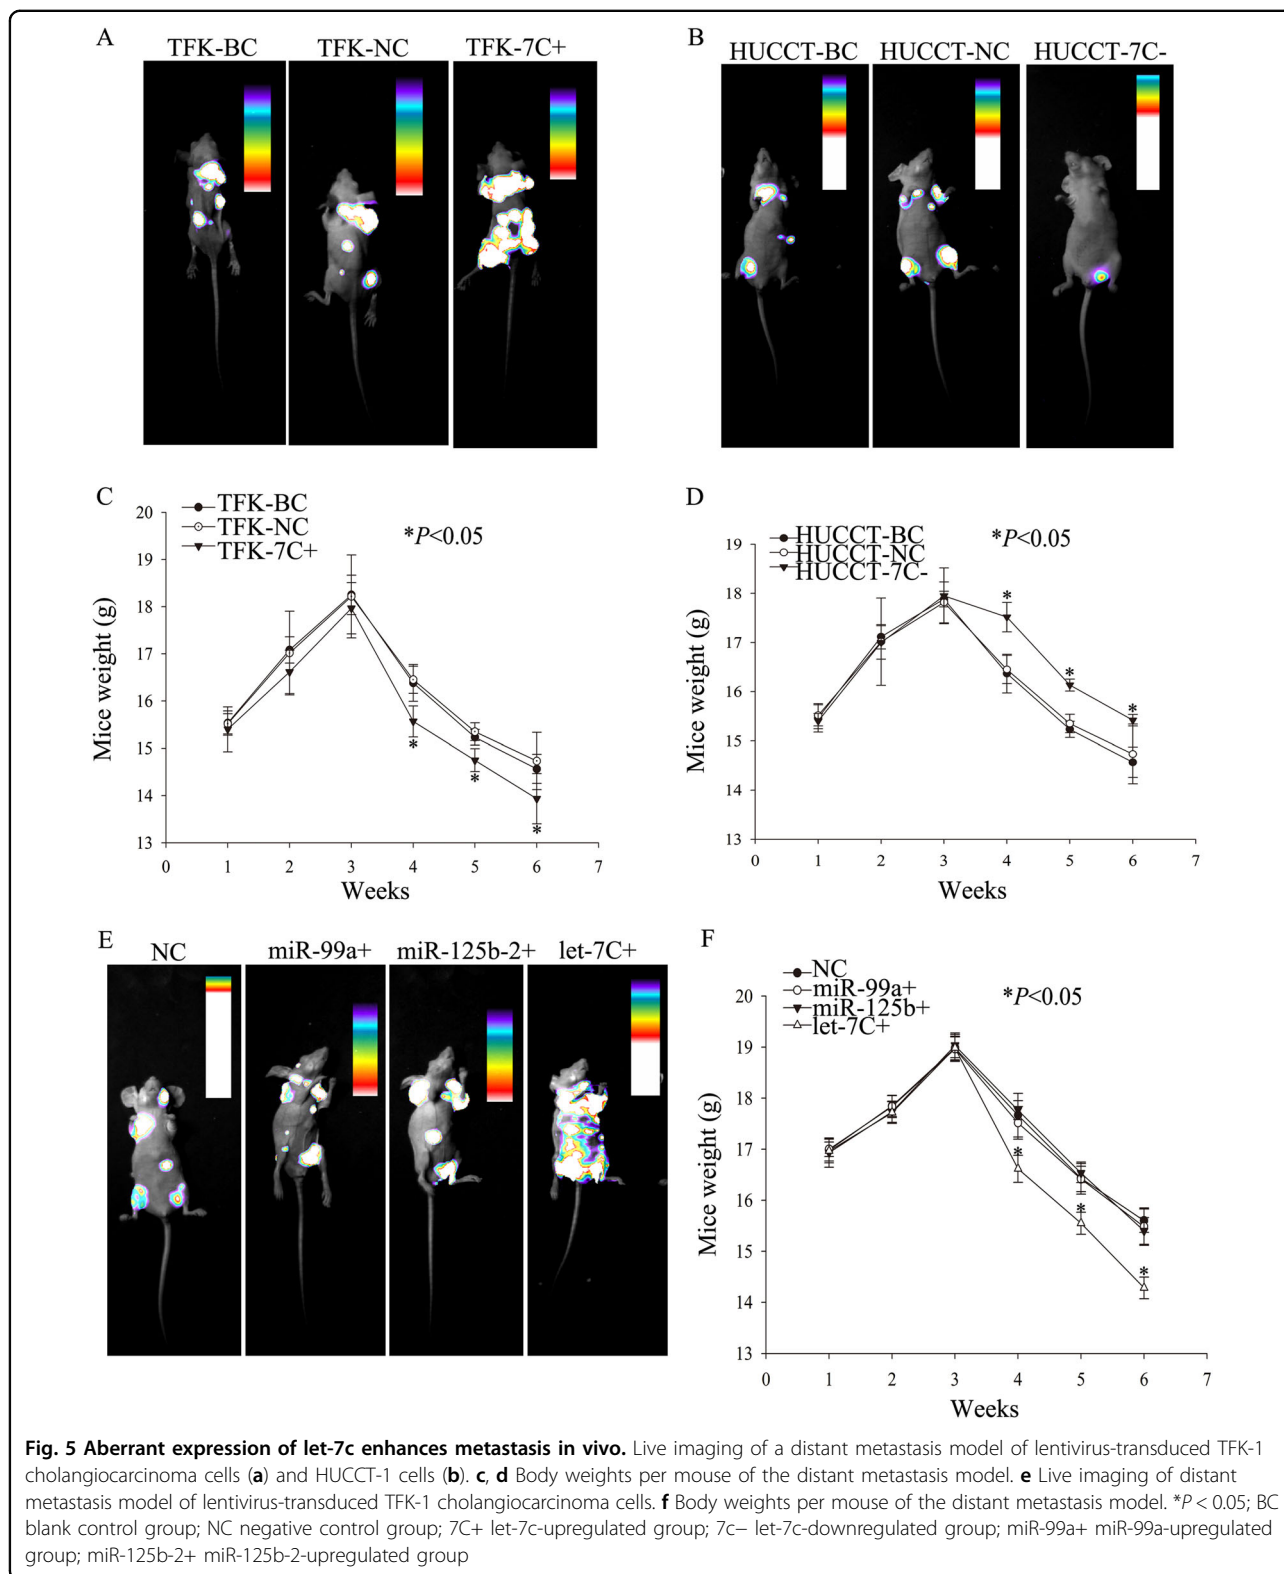 A
TFK-BC
TFK-NC
TFK-7C+
B
HUCCT-BC
HUCCT-NC
HUCCT-7C-
C
TFK-BC
TFK-NC
TFK-7C+
*P<0.05
Mice weight (g)
20
19
18
17
16
15
14
13
* * *
0 1 2 3 4 5 6 7
Weeks
D
HUCCT-BC
HUCCT-NC
HUCCT-7C-
*P<0.05
Mice weight (g)
19
18
17
16
15
14
13
* * *
0 1 2 3 4 5 6 7
Weeks
E
NC
miR-99a+
miR-125b-2+
let-7C+
F
NC
miR-99a+
miR-125b+
let-7C+
*P<0.05
Mice weight (g)
20
19
18
17
16
15
14
13
* * *
0 1 2 3 4 5 6 7
Weeks
Fig. 5 Aberrant expression of let-7c enhances metastasis in vivo. Live imaging of a distant metastasis model of lentivirus-transduced TFK-1
cholangiocarcinoma cells (a) and HUCCT-1 cells (b). c, d Body weights per mouse of the distant metastasis model. e Live imaging of distant
metastasis model of lentivirus-transduced TFK-1 cholangiocarcinoma cells. f Body weights per mouse of the distant metastasis model. *P < 0.05; BC
blank control group; NC negative control group; 7C+ let-7c-upregulated group; 7c− let-7c-downregulated group; miR-99a+ miR-99a-upregulated
group; miR-125b-2+ miR-125b-2-upregulated group